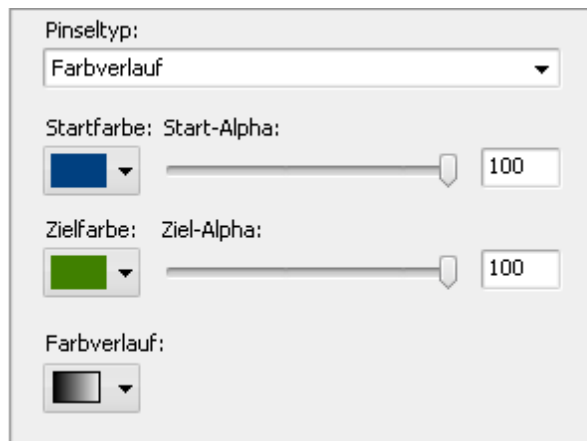 Pinseltyp:
Farbverlauf
Startfarbe: Start-Alpha:
100
Zielfarbe: Ziel-Alpha:
100
Farbverlauf: